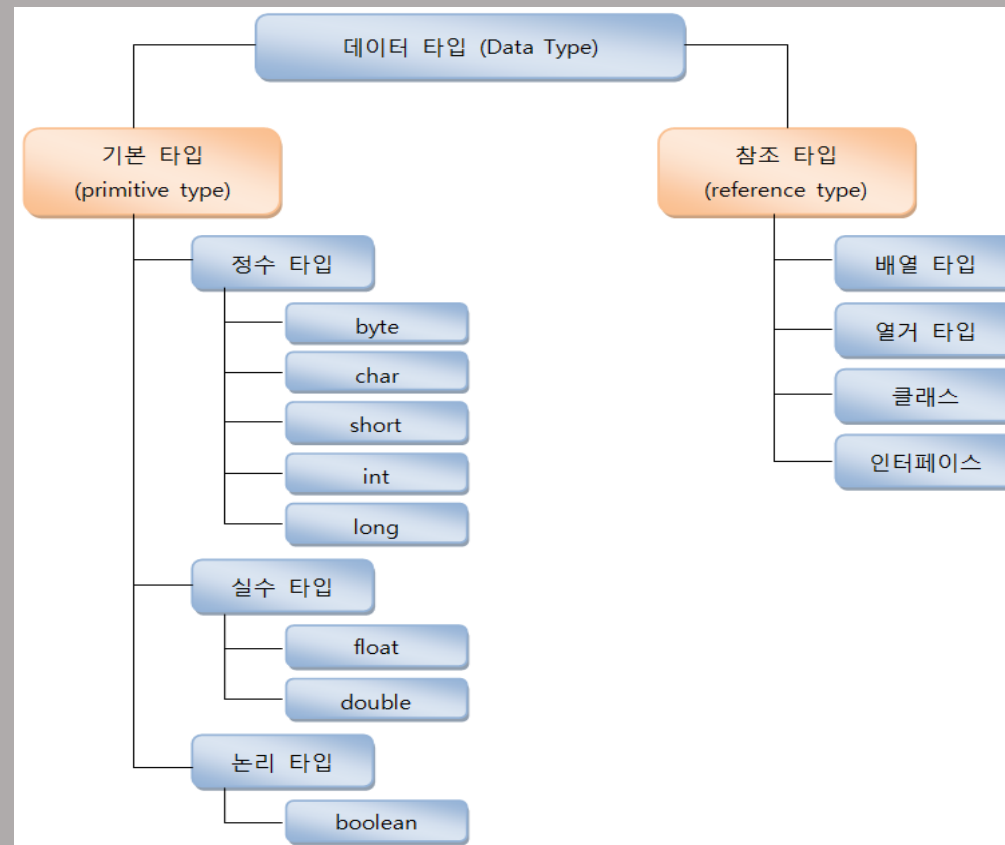 데이터 타입 (Data Type)
기본 타입
(primitive type)
참조 타입
(reference type)
정수 타입
byte
char
short
int
long
실수 타입
float
double
논리 타입
boolean
배열 타입
열거 타입
클래스
인터페이스